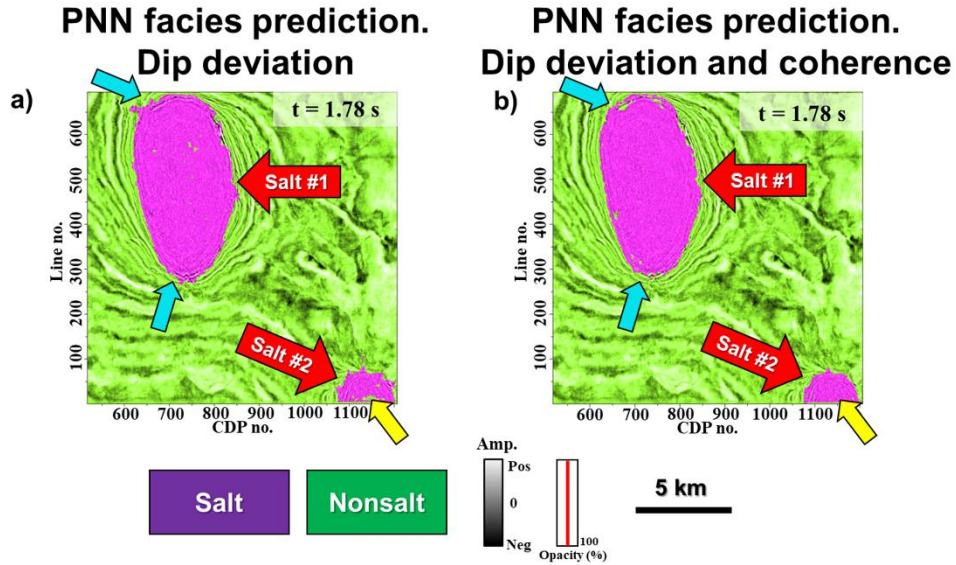 PNN facies prediction.
Dip deviation
PNN facies prediction.
Dip deviation and coherence
a)
t = 1.78 s
Salt #1
Salt #2
Line no.
600
500
400
300
200
100
600 700 800 900 1000 1100
CDP no.
b)
t = 1.78 s
Salt #1
Salt #2
Line no.
600
500
400
300
200
100
600 700 800 900 1000 1100
CDP no.
Salt
Nonsalt
Amp.
Pos
0
Neg
100
Opacity (%)
5 km